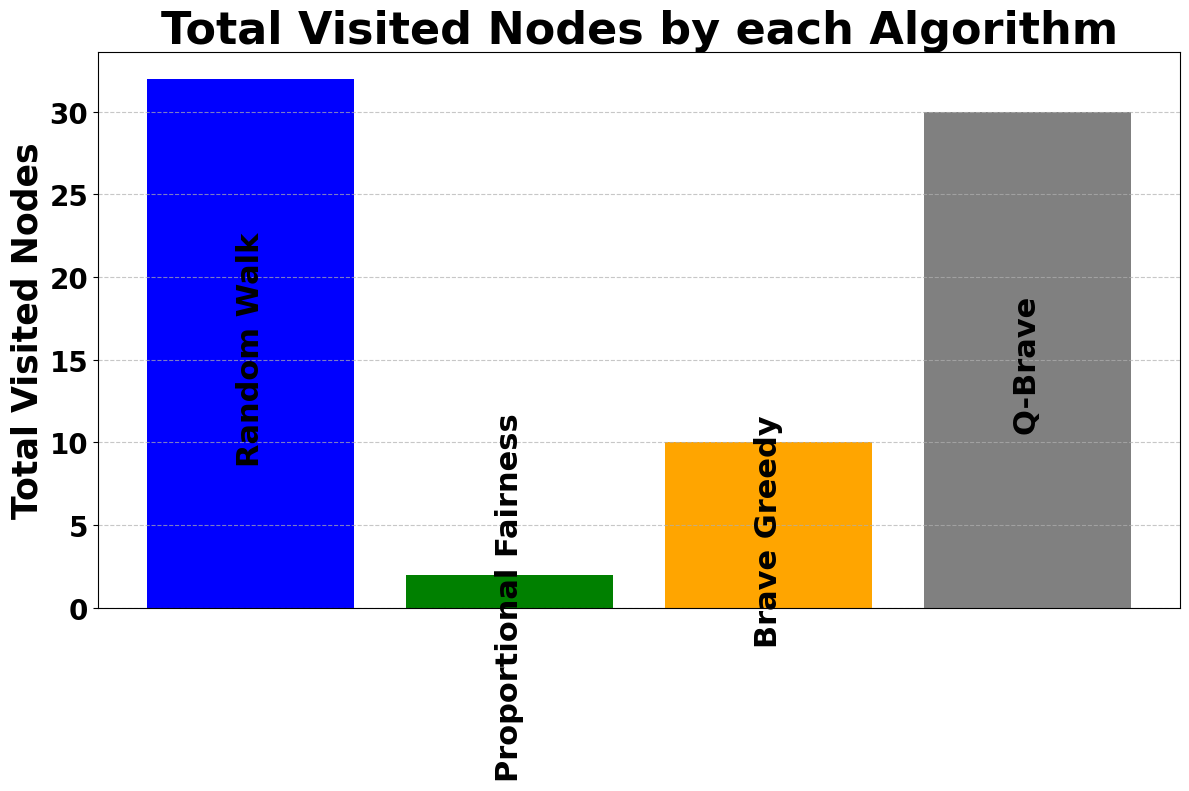 Total Visited Nodes by each Algorithm
Total Visited Nodes
30
25
20
15
10
5
0
Random Walk
Proportional Fairness
Brave Greedy
Q-Brave